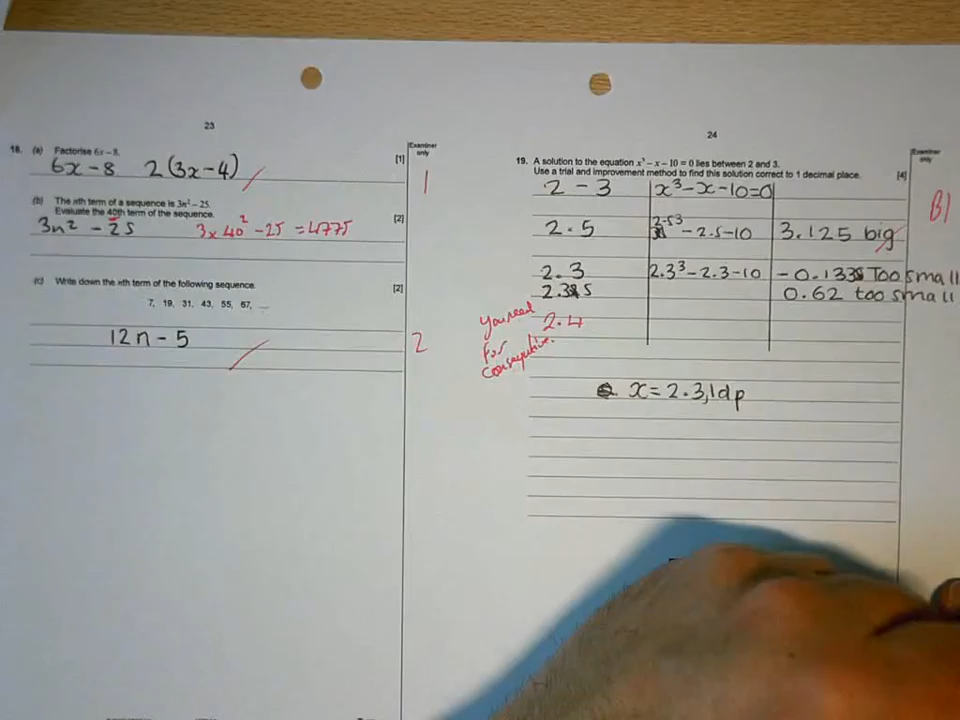 23
Examiner only
18. (a) Factorise 6x – 8. [1]
6x – 8 2(3x – 4)
1
(b) The nth term of a sequence is 3n² – 25.
Evaluate the 40th term of the sequence. [2]
3n² – 25 3 x 40² – 25 = 4775
(c) Write down the nth term of the following sequence. [2]
7, 19, 31, 43, 55, 67, ...
12n – 5
2
24
Examiner only
19. A solution to the equation x³ – x – 10 = 0 lies between 2 and 3.
Use a trial and improvement method to find this solution correct to 1 decimal place. [4]
2 – 3 x³ – x – 10 = 0
B1
2.5 2.5³ – 2.5 – 10 3.125 big
2.3 2.3³ – 2.3 – 10 – 0.133 Too small
2.35 0.62 too small
You need 2.4
for
consequtive.
x = 2.3, 1dp